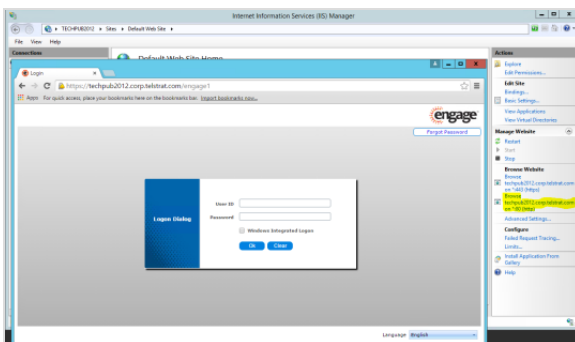 Internet Information Services (IIS) Manager
TECHPUB2012 ▸ Sites ▸ Default Web Site ▸
File View Help
Connections
Default Web Site Home
Login
https://techpub2012.corp.telstrat.com/engage1
Apps For quick access, place your bookmarks here on the bookmarks bar. Import bookmarks now...
engage
Forgot Password
Logon Dialog
User ID
Password
Windows Integrated Logon
Ok Clear
Language English
Actions
Explore
Edit Permissions...
Edit Site
Bindings...
Basic Settings...
View Applications
View Virtual Directories
Manage Website
Restart
Start
Stop
Browse Website
Browse
techpub2012.corp.telstrat.com
on *:443 (https)
Browse
techpub2012.corp.telstrat.com
on *:80 (http)
Advanced Settings...
Configure
Failed Request Tracing...
Limits...
Install Application From
Gallery
Help